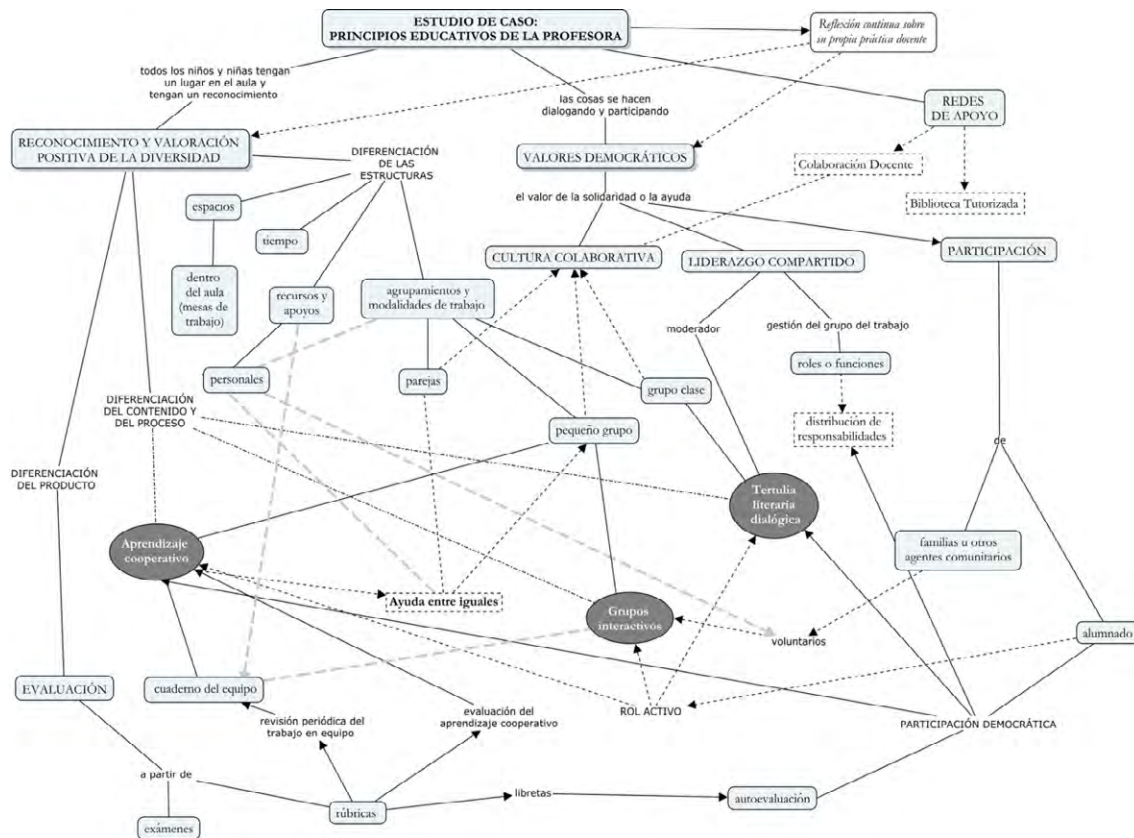 ESTUDIO DE CASO:
PRINCIPIOS EDUCATIVOS DE LA PROFESORA
Reflexión continua sobre
su propia práctica docente
todos los niños y niñas tengan
un lugar en el aula y
tengan un reconocimiento
las cosas se hacen
dialogando y participando
REDES
DE APOYO
RECONOCIMIENTO Y VALORACIÓN
POSITIVA DE LA DIVERSIDAD
DIFERENCIACIÓN
DE LAS
ESTRUCTURAS
VALORES DEMOCRÁTICOS
Colaboración Docente
Biblioteca Tutorizada
el valor de la solidaridad o la ayuda
espacios
tiempo
CULTURA COLABORATIVA
LIDERAZGO COMPARTIDO
PARTICIPACIÓN
dentro
del aula
(mesas de
trabajo)
recursos y
apoyos
agrupamientos y
modalidades de trabajo
moderador
gestión del grupo del trabajo
roles o funciones
personales
parejas
grupo clase
DIFERENCIACIÓN
DEL CONTENIDO Y
DEL PROCESO
pequeño grupo
distribución de
responsabilidades
de
DIFERENCIACIÓN
DEL PRODUCTO
Tertulia
literaria
dialógica
Aprendizaje
cooperativo
familias u otros
agentes comunitarios
Ayuda entre iguales
Grupos
interactivos
voluntarios
alumnado
EVALUACIÓN
cuaderno del equipo
revisión periódica del
trabajo en equipo
evaluación del
aprendizaje cooperativo
ROL ACTIVO
PARTICIPACIÓN DEMOCRÁTICA
a partir de
exámenes
rúbricas
libretas
autoevaluación